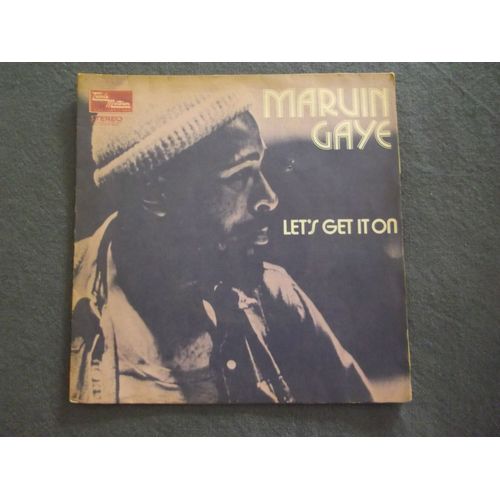 STEREO
MARVIN
GAYE
LET'S GET IT ON